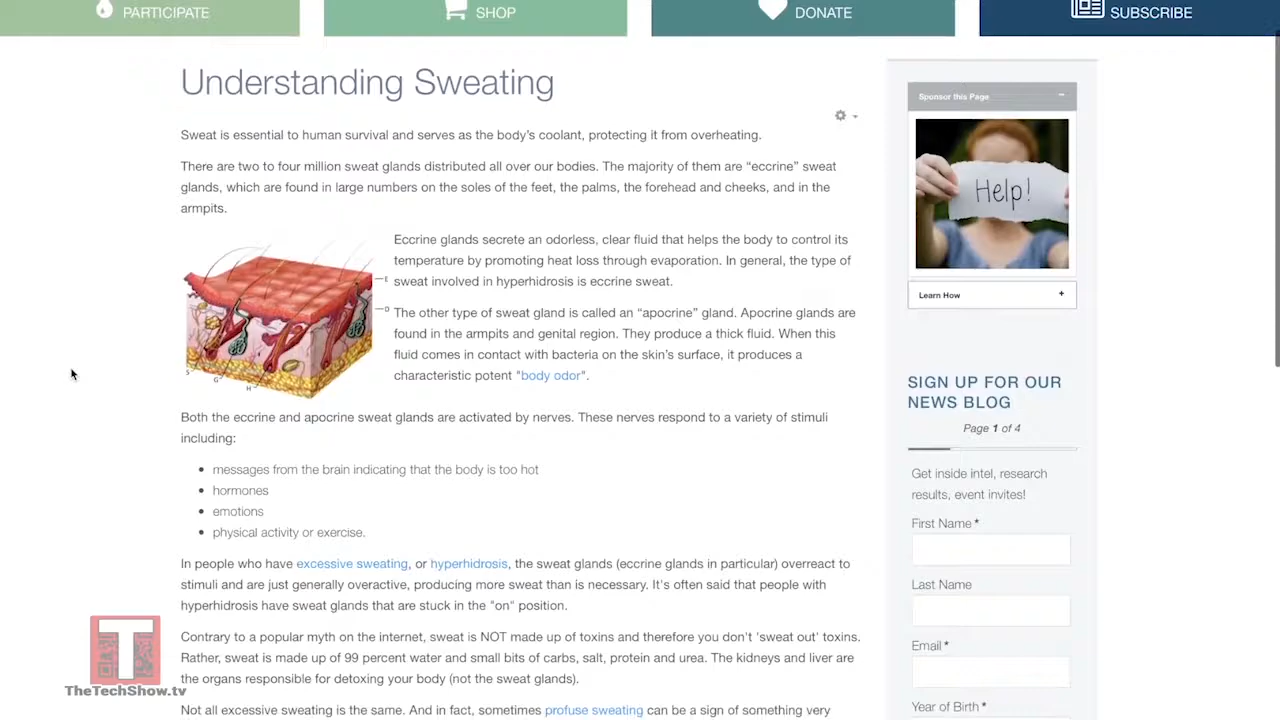 PARTICIPATE
SHOP
DONATE
SUBSCRIBE
Understanding Sweating
Sweat is essential to human survival and serves as the body’s coolant, protecting it from overheating.
There are two to four million sweat glands distributed all over our bodies. The majority of them are “eccrine” sweat
glands, which are found in large numbers on the soles of the feet, the palms, the forehead and cheeks, and in the
armpits.
Eccrine glands secrete an odorless, clear fluid that helps the body to control its
temperature by promoting heat loss through evaporation. In general, the type of
sweat involved in hyperhidrosis is eccrine sweat.
The other type of sweat gland is called an “apocrine” gland. Apocrine glands are
found in the armpits and genital region. They produce a thick fluid. When this
fluid comes in contact with bacteria on the skin’s surface, it produces a
characteristic potent "body odor".
E
D
S
G
H
Both the eccrine and apocrine sweat glands are activated by nerves. These nerves respond to a variety of stimuli
including:
messages from the brain indicating that the body is too hot
hormones
emotions
physical activity or exercise.
In people who have excessive sweating, or hyperhidrosis, the sweat glands (eccrine glands in particular) overreact to
stimuli and are just generally overactive, producing more sweat than is necessary. It's often said that people with
hyperhidrosis have sweat glands that are stuck in the "on" position.
Contrary to a popular myth on the internet, sweat is NOT made up of toxins and therefore you don't 'sweat out' toxins.
Rather, sweat is made up of 99 percent water and small bits of carbs, salt, protein and urea. The kidneys and liver are
the organs responsible for detoxing your body (not the sweat glands).
Not all excessive sweating is the same. And in fact, sometimes profuse sweating can be a sign of something very
Sponsor this Page
Help!
Learn How +
SIGN UP FOR OUR
NEWS BLOG
Page 1 of 4
Get inside intel, research
results, event invites!
First Name *
Last Name
Email *
Year of Birth *
T
TheTechShow.tv